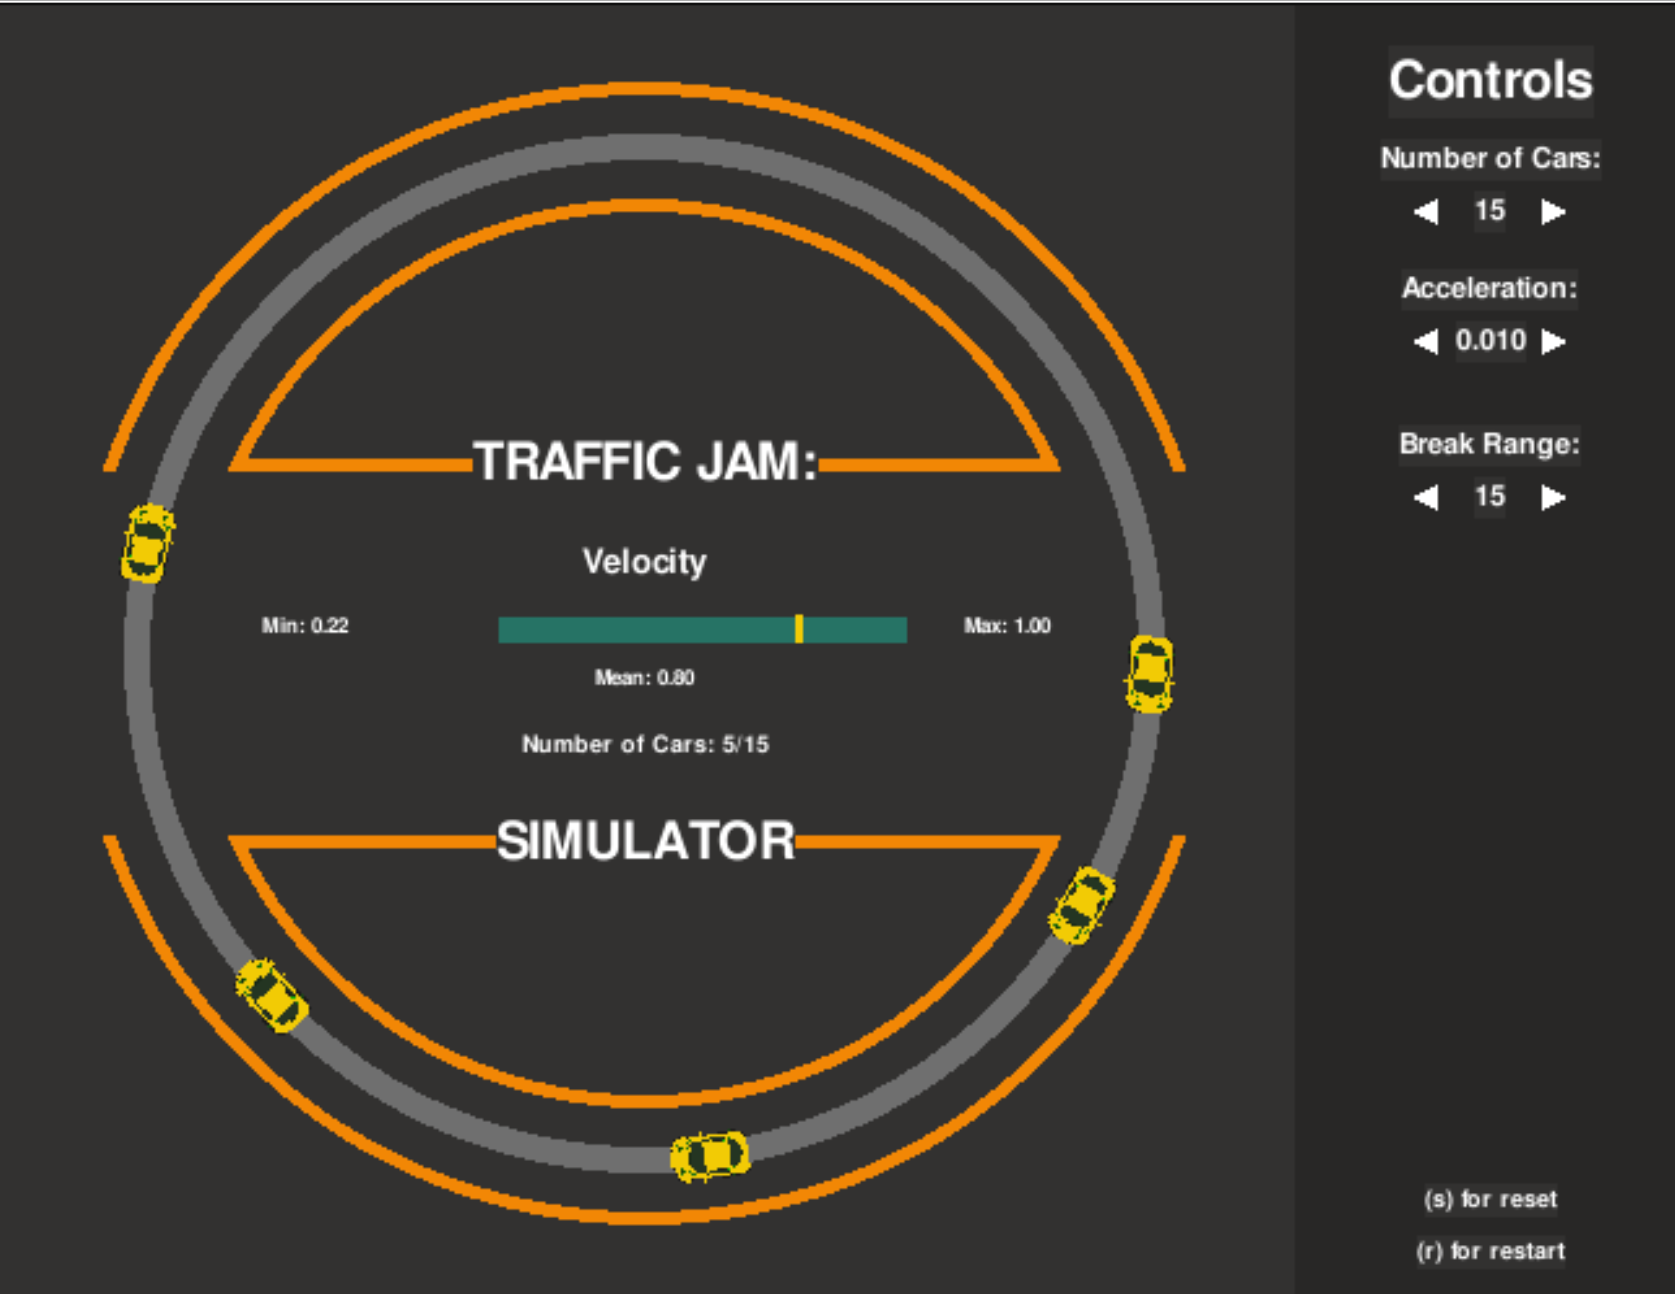 TRAFFIC JAM:
Velocity
Min: 0.22
Max: 1.00
Mean: 0.80
Number of Cars: 5/15
SIMULATOR
Controls
Number of Cars:
15
Acceleration:
0.010
Break Range:
15
(s) for reset
(r) for restart